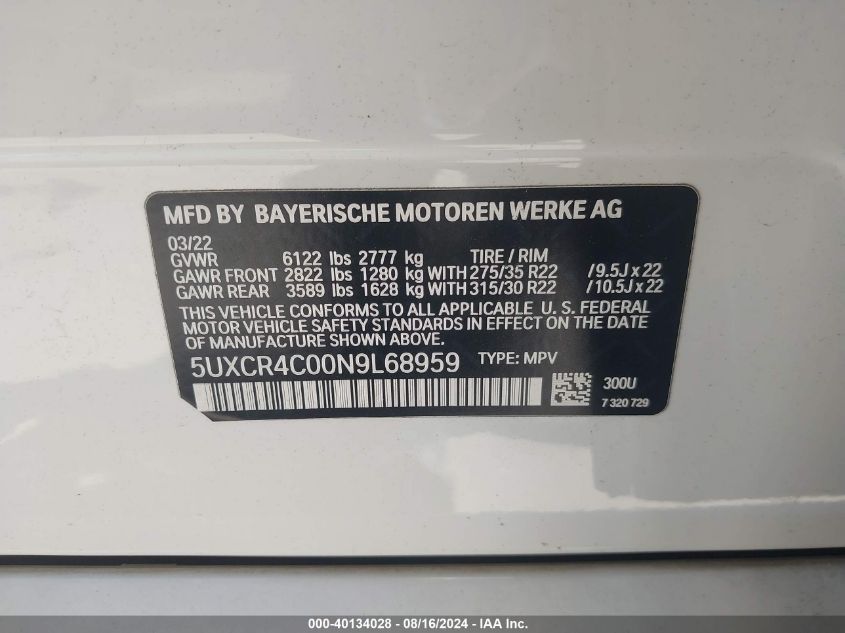 MFD BY BAYERISCHE MOTOREN WERKE AG
03/22
GVWR 6122 lbs 2777 kg TIRE / RIM
GAWR FRONT 2822 lbs 1280 kg WITH 275/35 R22 /9.5J x 22
GAWR REAR 3589 lbs 1628 kg WITH 315/30 R22 /10.5J x 22
THIS VEHICLE CONFORMS TO ALL APPLICABLE U. S. FEDERAL
MOTOR VEHICLE SAFETY STANDARDS IN EFFECT ON THE DATE
OF MANUFACTURE SHOWN ABOVE.
5UXCR4C00N9L68959 TYPE: MPV
300U
7 320 729
000-40134028 - 08/16/2024 - IAA Inc.